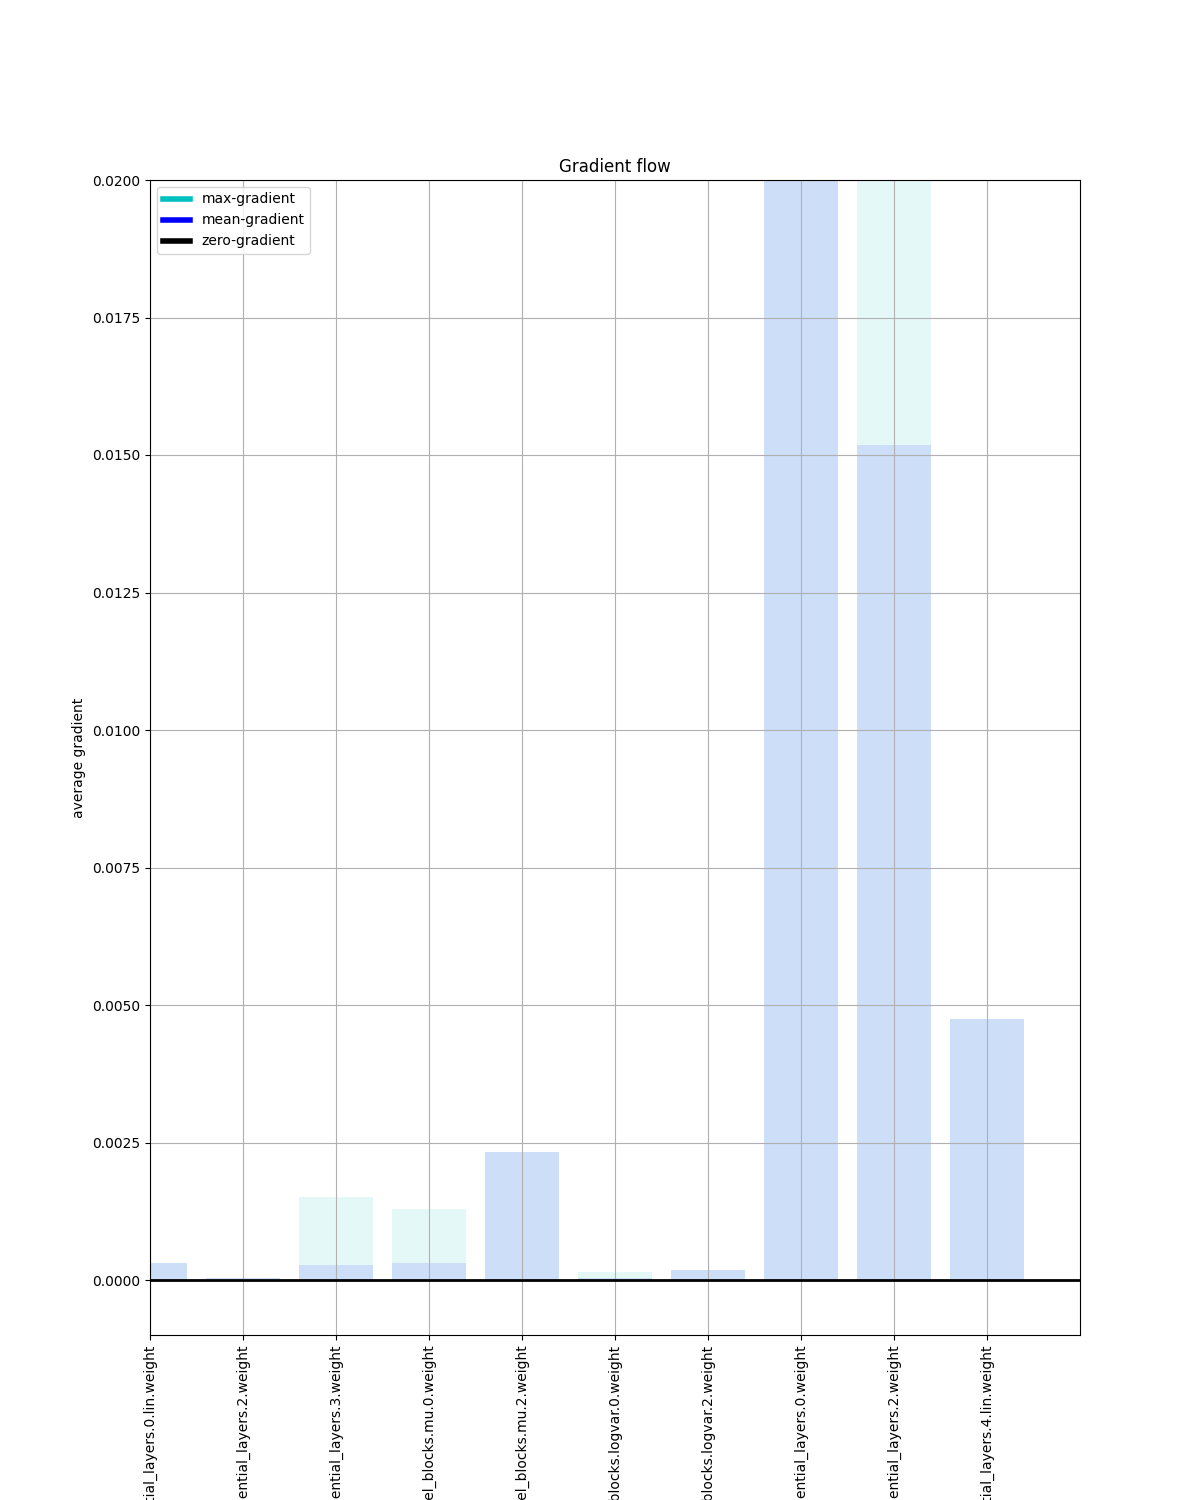 Gradient flow
max-gradient
mean-gradient
zero-gradient
0.0200
0.0175
0.0150
0.0125
0.0100
0.0075
0.0050
0.0025
0.0000
average gradient
tial_layers.0.lin.weight
ential_layers.2.weight
ential_layers.3.weight
el_blocks.mu.0.weight
el_blocks.mu.2.weight
blocks.logvar.0.weight
blocks.logvar.2.weight
ential_layers.0.weight
ential_layers.2.weight
tial_layers.4.lin.weight